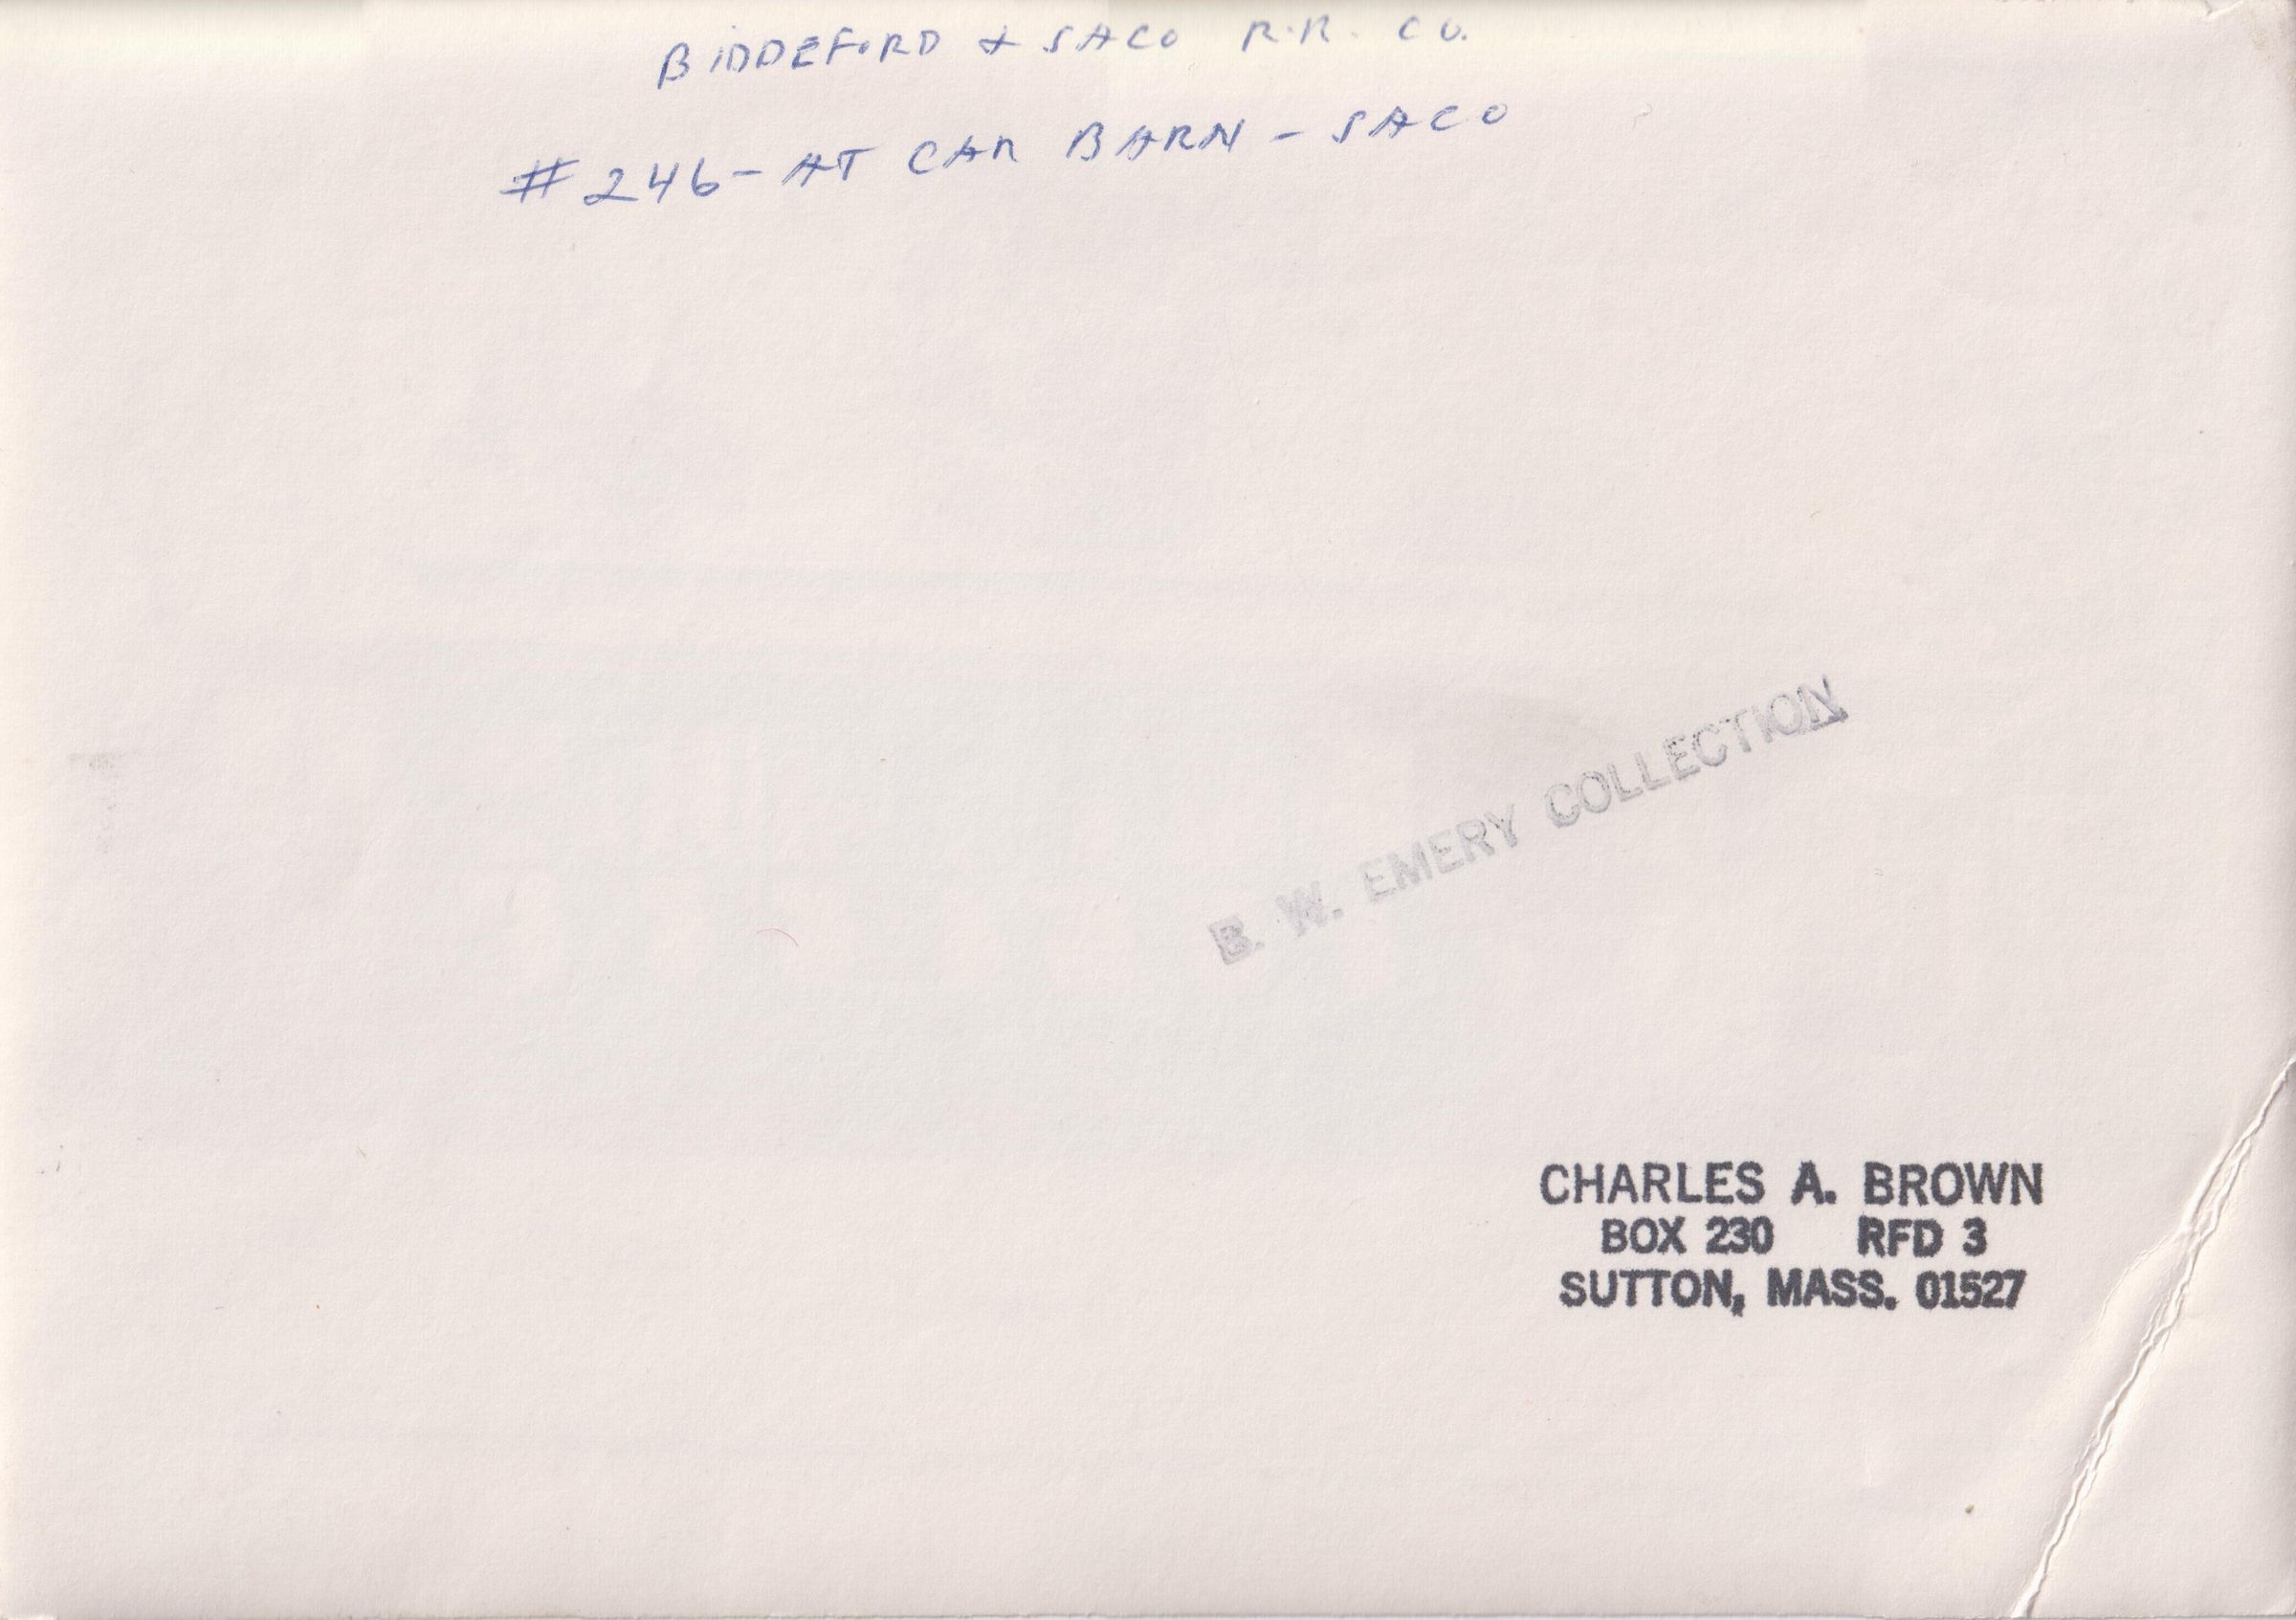 BIDDEFORD & SACO R.R. CO.
#246- AT CAR BARN - SACO
B. W. EMERY COLLECTION
CHARLES A. BROWN
BOX 230 RFD 3
SUTTON, MASS. 01527